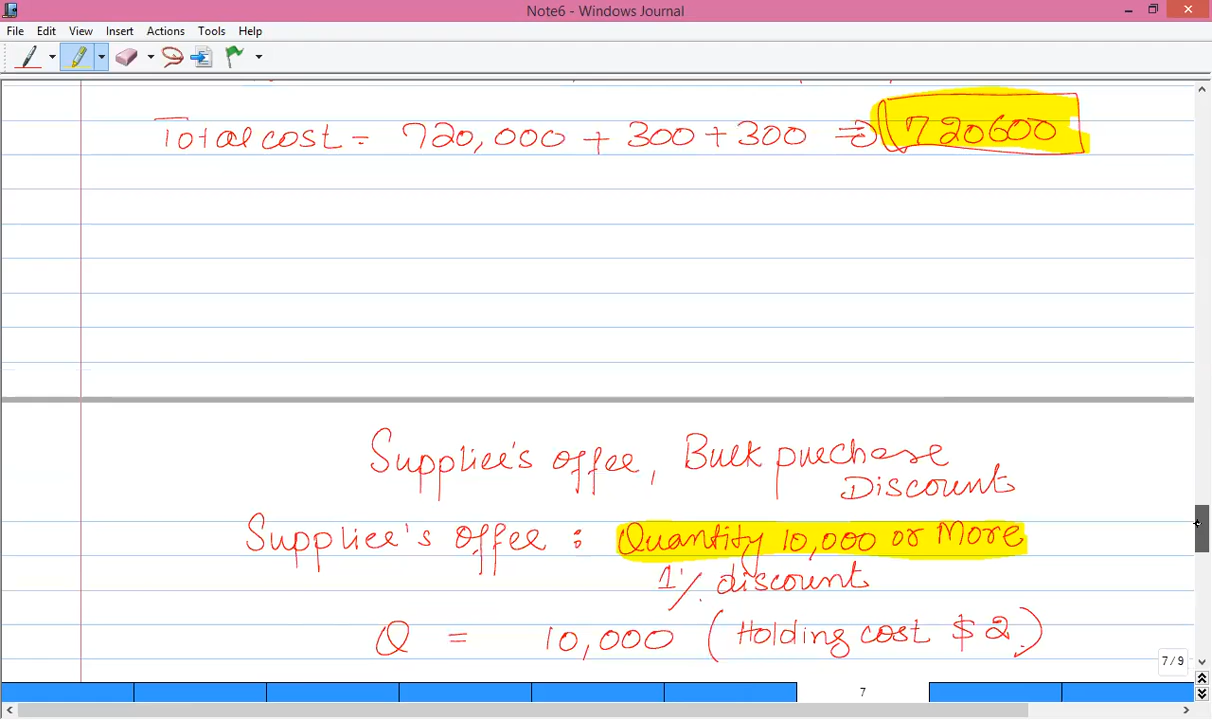 Note6 - Windows Journal
File Edit View Insert Actions Tools Help
Total cost = 720,000 + 300 + 300 ⇒ 720600
Supplier's offer, Bulk purchase
Discount
Supplier's offer : Quantity 10,000 or More
1% discount
Q = 10,000 (Holding cost $2.)
7 / 9
7